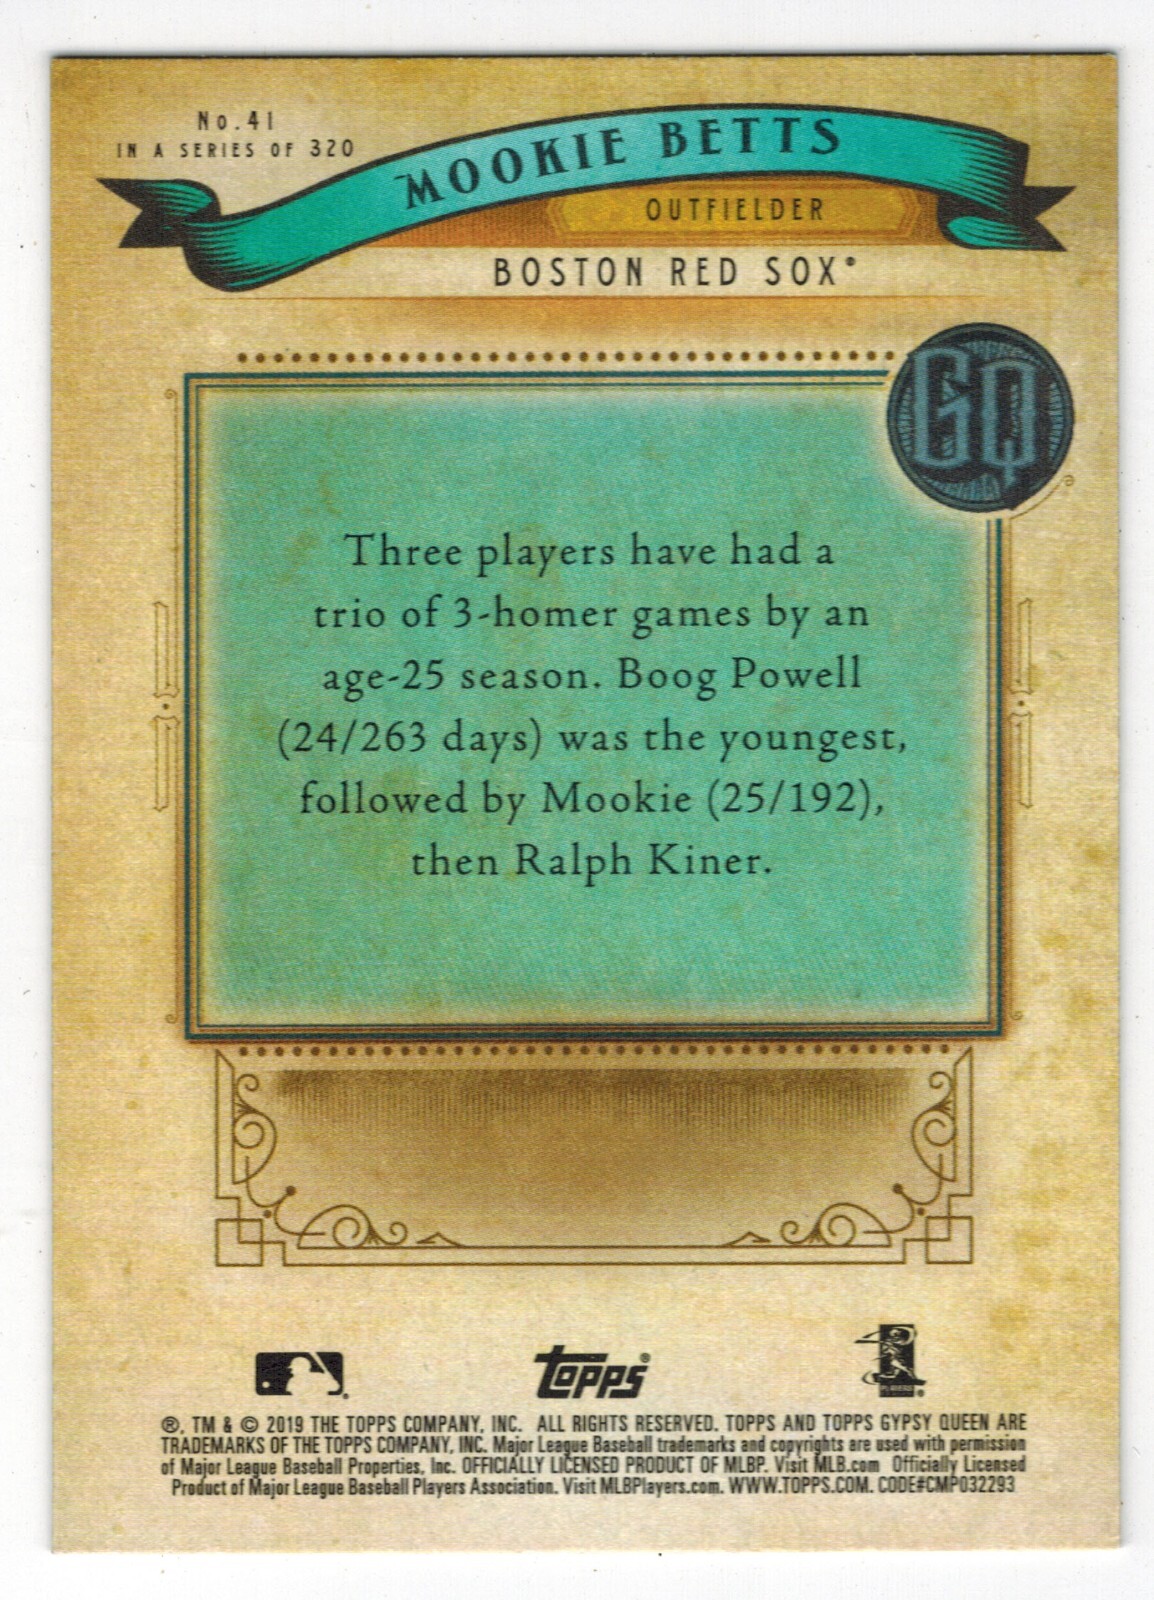 No.41
IN A SERIES OF 320
MOOKIE BETTS
OUTFIELDER
BOSTON RED SOX®
GQ
Three players have had a
trio of 3-homer games by an
age-25 season. Boog Powell
(24/263 days) was the youngest,
followed by Mookie (25/192),
then Ralph Kiner.
topps®
PLAYERS
®, TM & © 2019 THE TOPPS COMPANY, INC. ALL RIGHTS RESERVED. TOPPS AND TOPPS GYPSY QUEEN ARE
TRADEMARKS OF THE TOPPS COMPANY, INC. Major League Baseball trademarks and copyrights are used with permission
of Major League Baseball Properties, Inc. OFFICIALLY LICENSED PRODUCT OF MLBP. Visit MLB.com Officially Licensed
Product of Major League Baseball Players Association. Visit MLBPlayers.com. WWW.TOPPS.COM. CODE#CMP032293